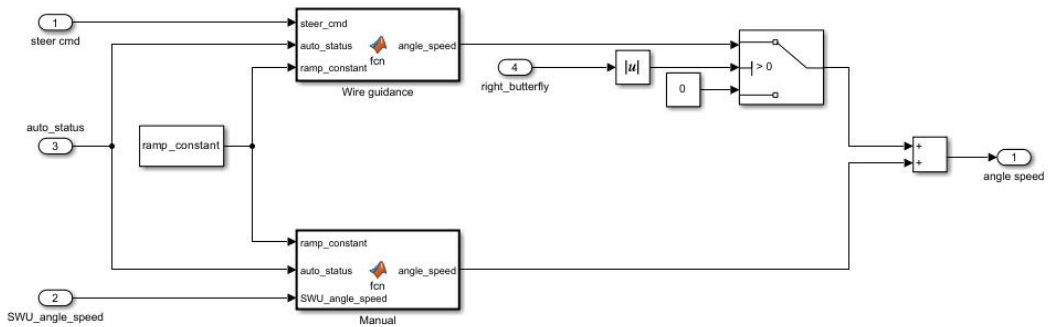 1
steer cmd
steer_cmd
auto_status
angle_speed
fcn
ramp_constant
Wire guidance
4
right_butterfly
|u|
> 0
0
auto_status
3
ramp_constant
+
+
1
angle speed
ramp_constant
auto_status
angle_speed
fcn
SWU_angle_speed
Manual
2
SWU_angle_speed